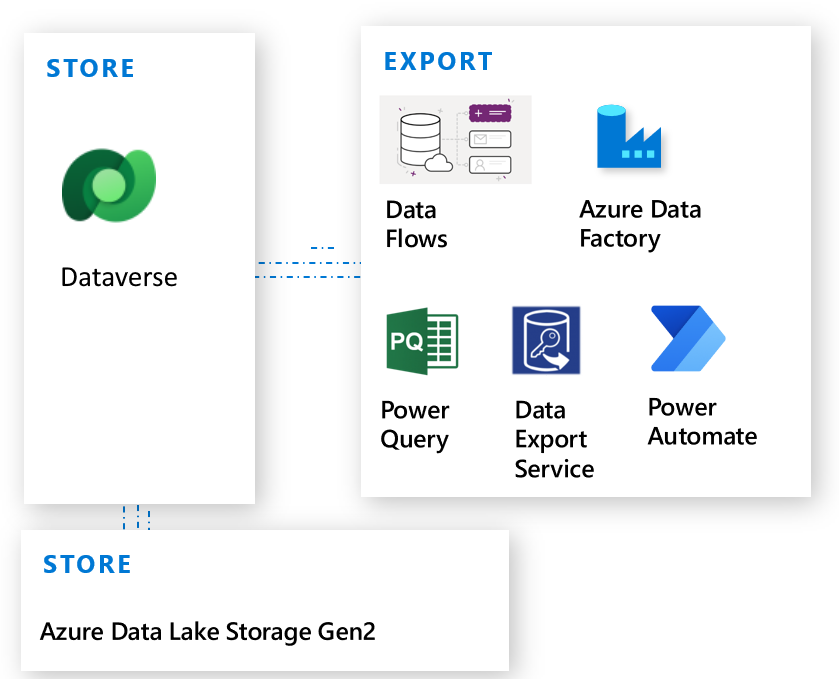 STORE
Dataverse
EXPORT
Data
Flows
Azure Data
Factory
PQ
Power
Query
Data
Export
Service
Power
Automate
STORE
Azure Data Lake Storage Gen2